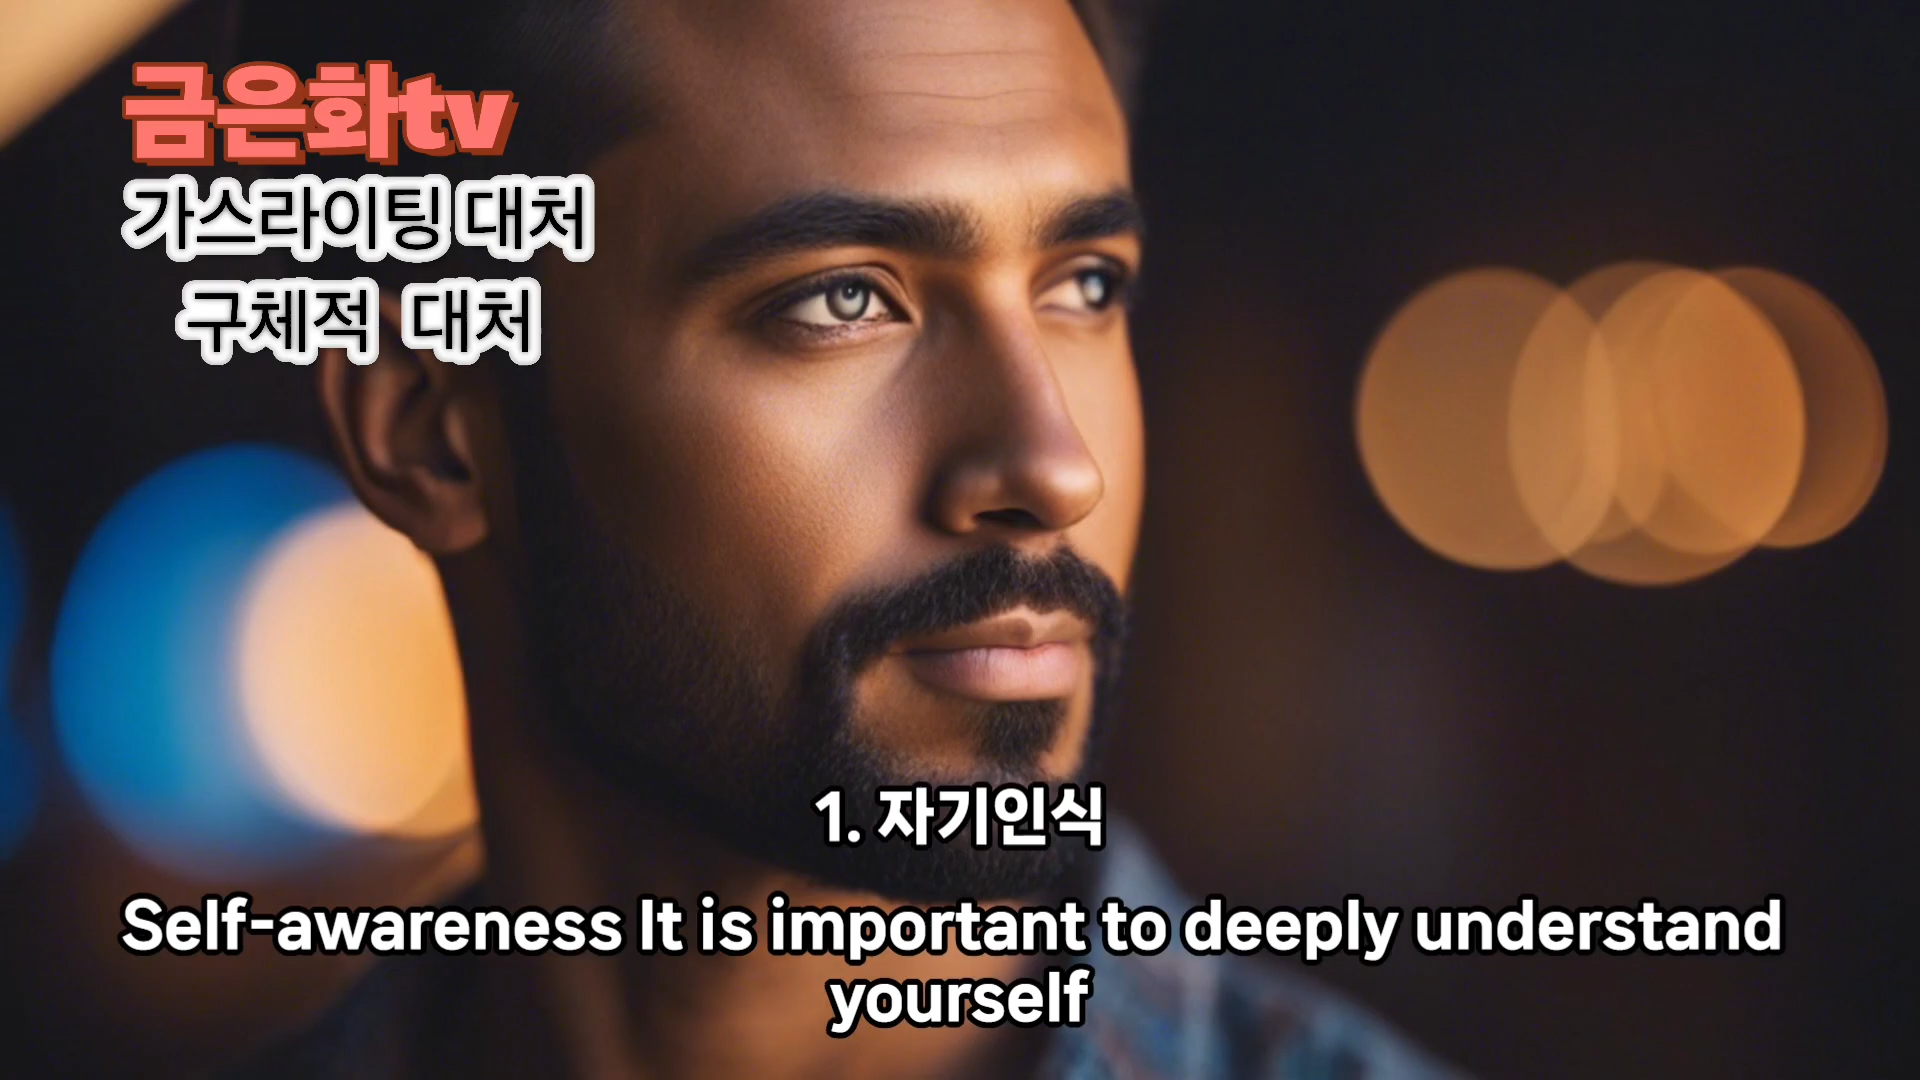 금은화tv
가스라이팅 대처
구체적 대처
1. 자기인식
Self-awareness It is important to deeply understand
yourself